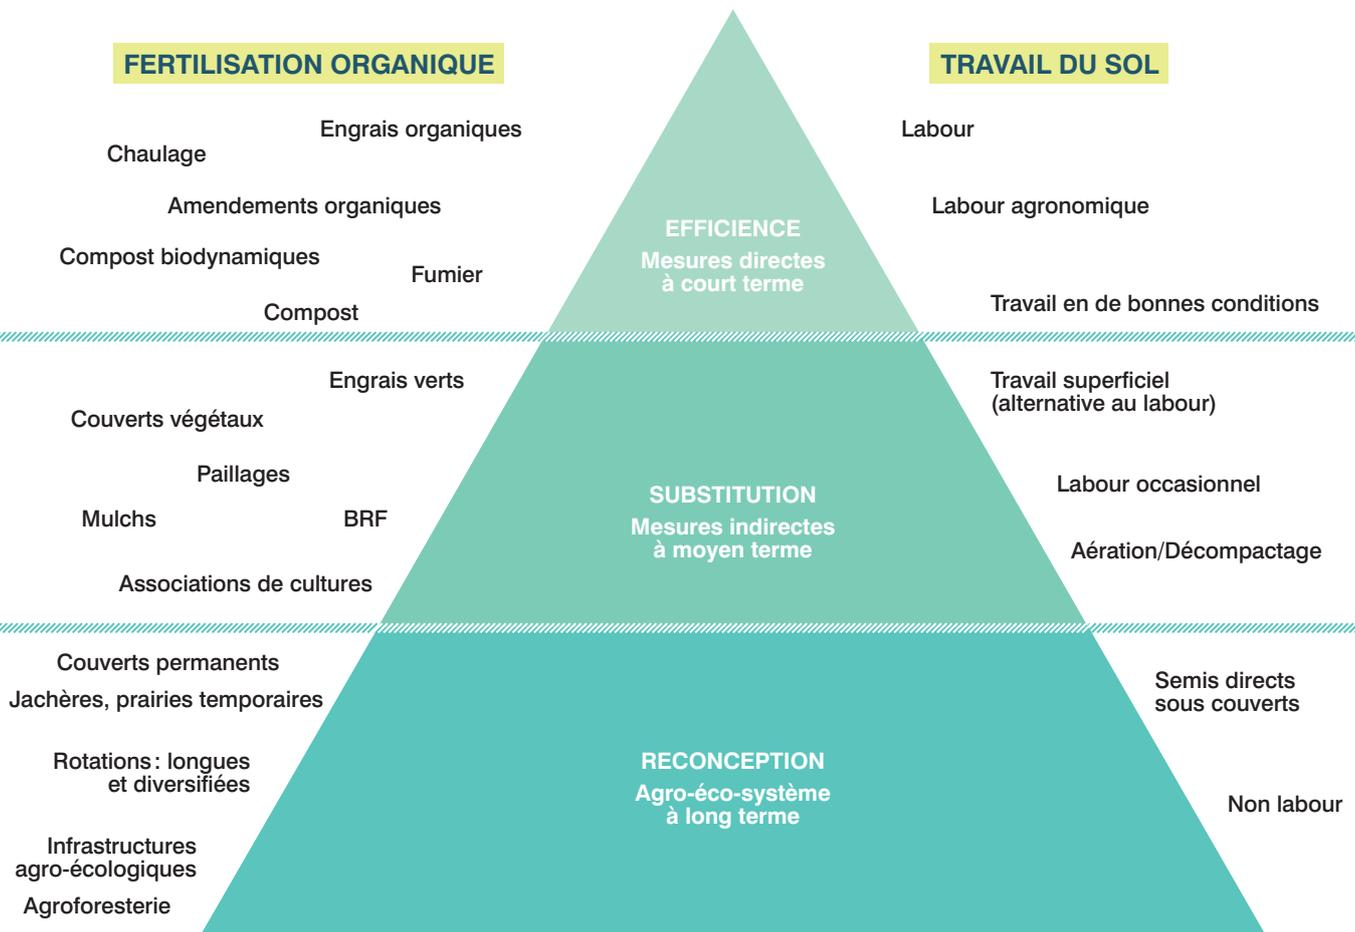 FERTILISATION ORGANIQUE
TRAVAIL DU SOL
Engrais organiques
Chaulage
Amendements organiques
Compost biodynamiques
Fumier
Compost
EFFICIENCE
Mesures directes
à court terme
Labour
Labour agronomique
Travail en de bonnes conditions
Engrais verts
Couverts végétaux
Paillages
Mulchs
BRF
Associations de cultures
SUBSTITUTION
Mesures indirectes
à moyen terme
Travail superficiel
(alternative au labour)
Labour occasionnel
Aération/Décompactage
Couverts permanents
Jachères, prairies temporaires
Rotations : longues
et diversifiées
Infrastructures
agro-écologiques
Agroforesterie
RECONCEPTION
Agro-éco-système
à long terme
Semis directs
sous couverts
Non labour